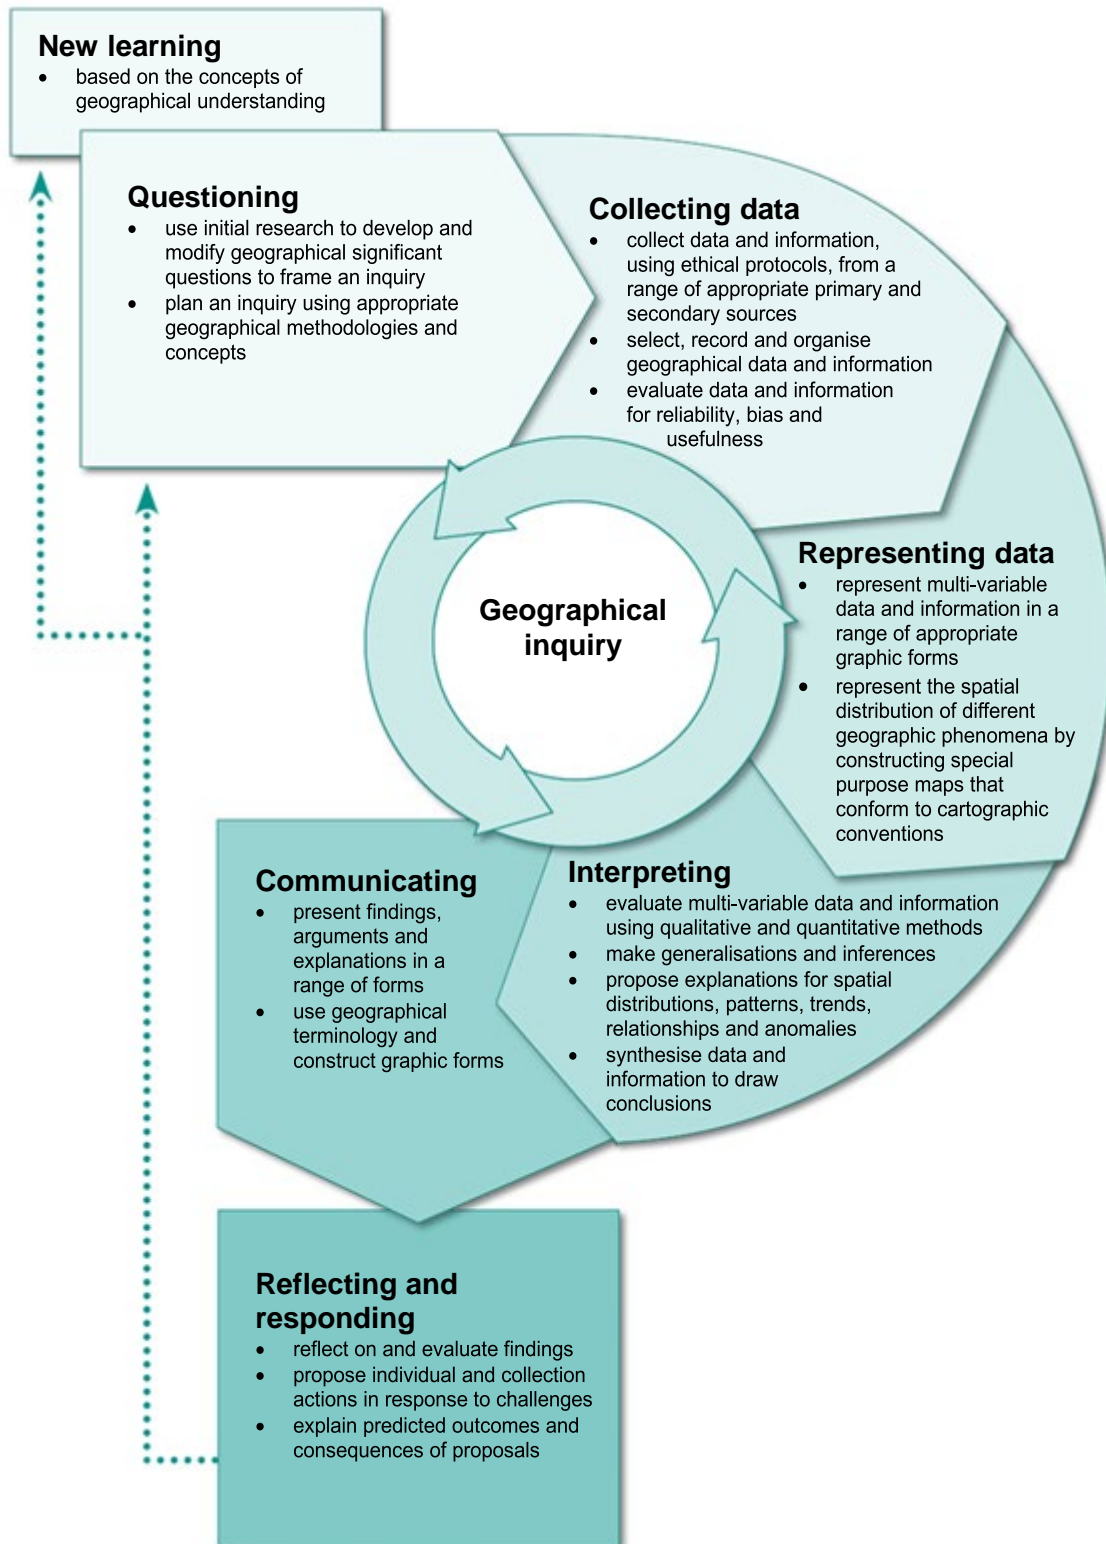 New learning
• based on the concepts of
geographical understanding
Questioning
• use initial research to develop and
modify geographical significant
questions to frame an inquiry
• plan an inquiry using appropriate
geographical methodologies and
concepts
Collecting data
• collect data and information,
using ethical protocols, from a
range of appropriate primary and
secondary sources
• select, record and organise
geographical data and information
• evaluate data and information
for reliability, bias and
usefulness
Representing data
• represent multi-variable
data and information in a
range of appropriate
graphic forms
• represent the spatial
distribution of different
geographic phenomena by
constructing special
purpose maps that
conform to cartographic
conventions
Geographical
inquiry
Interpreting
• evaluate multi-variable data and information
using qualitative and quantitative methods
• make generalisations and inferences
• propose explanations for spatial
distributions, patterns, trends,
relationships and anomalies
• synthesise data and
information to draw
conclusions
Communicating
• present findings,
arguments and
explanations in a
range of forms
• use geographical
terminology and
construct graphic forms
Reflecting and
responding
• reflect on and evaluate findings
• propose individual and collection
actions in response to challenges
• explain predicted outcomes and
consequences of proposals